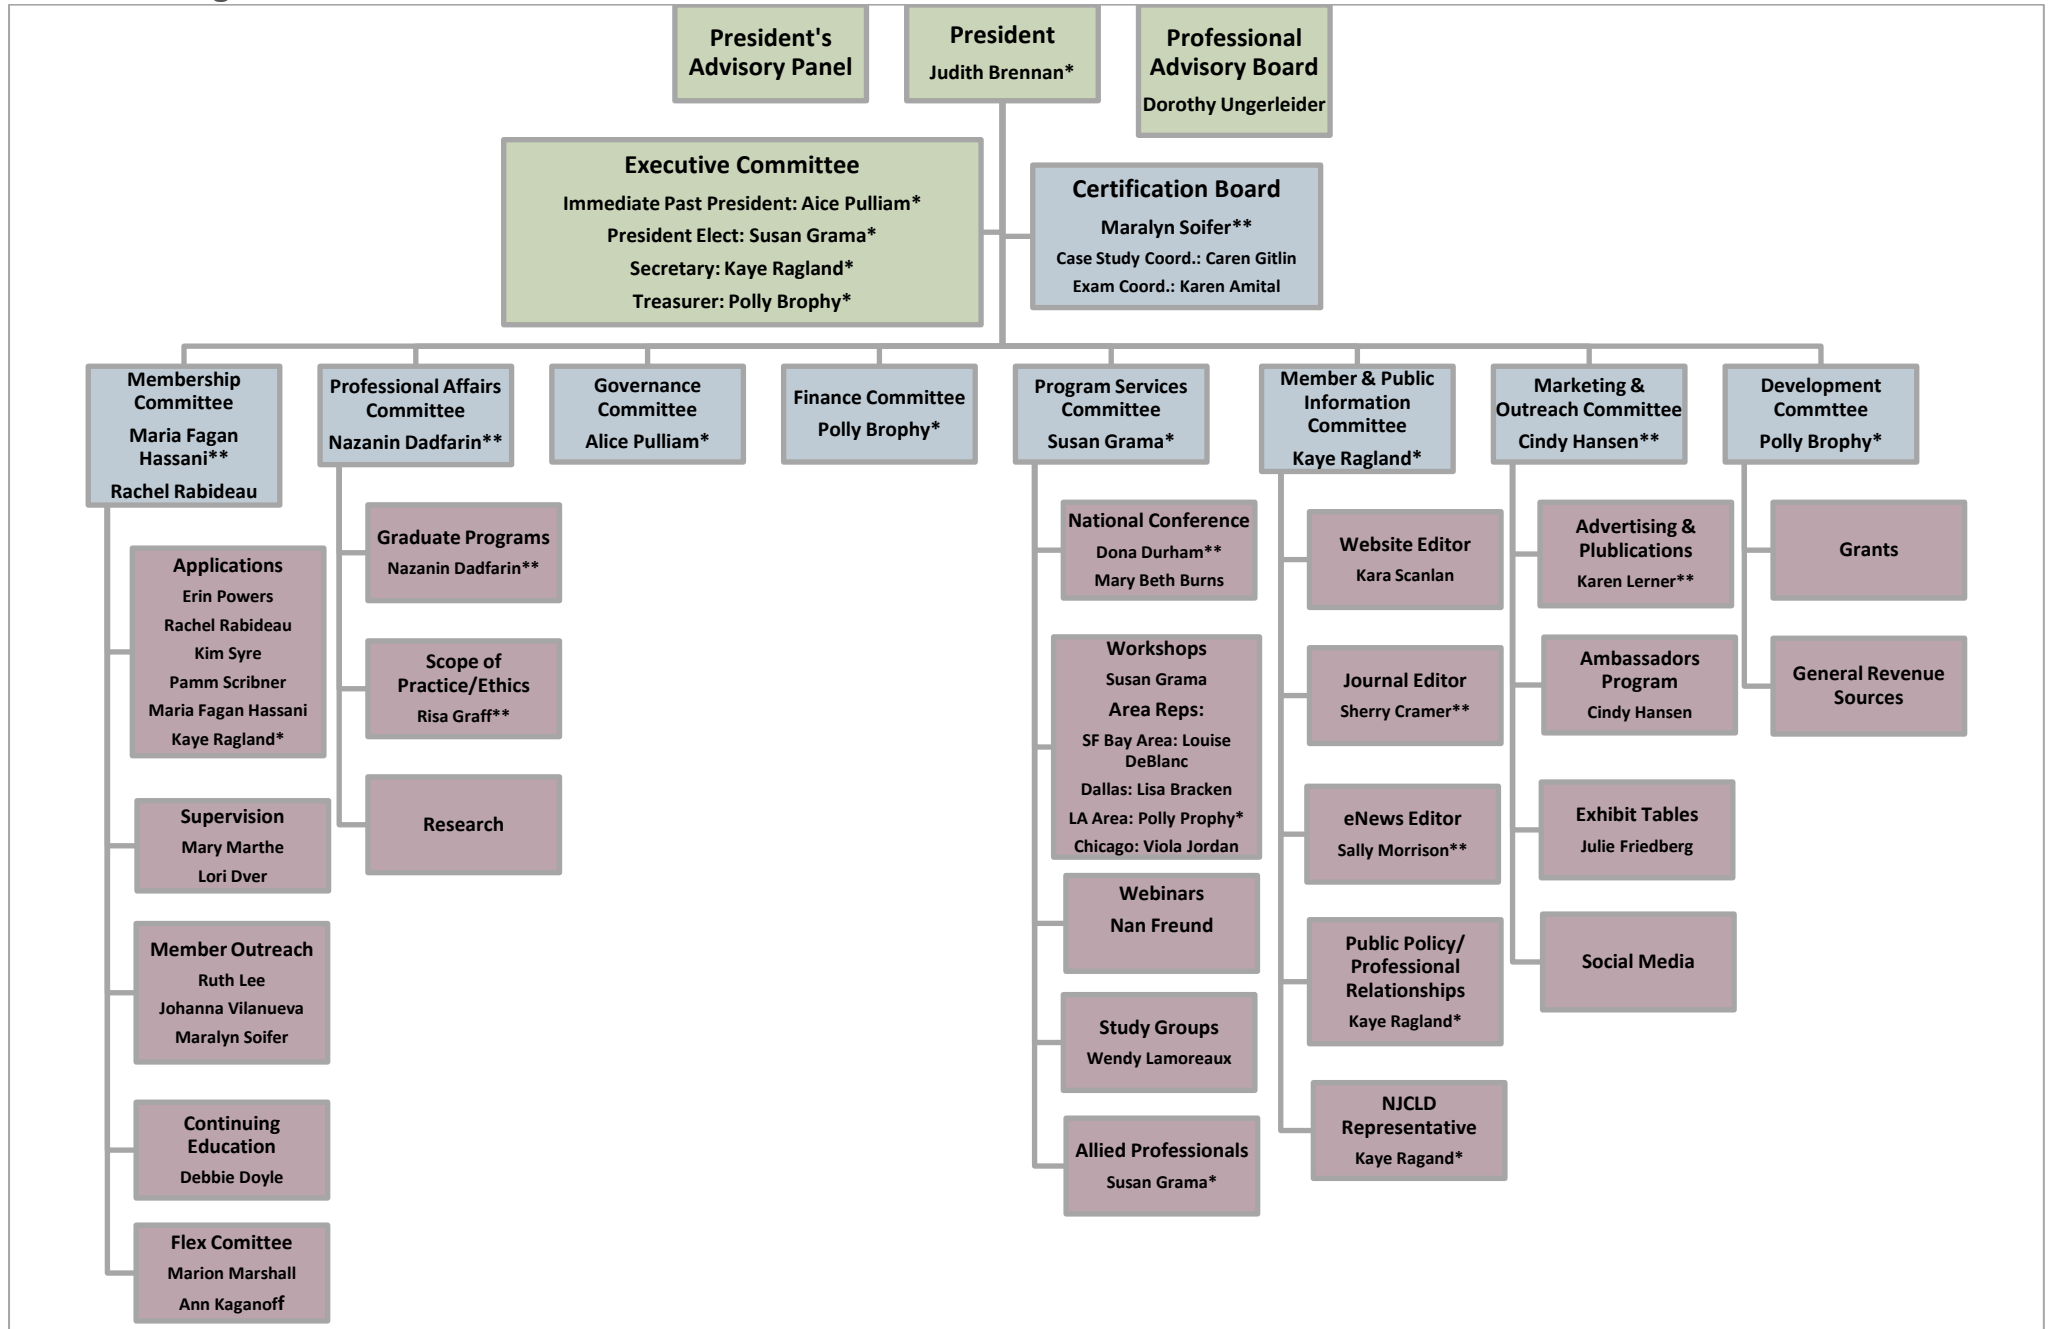 President's
Advisory Panel
President
Judith Brennan*
Professional
Advisory Board
Dorothy Ungerleider
Executive Committee
Immediate Past President: Aice Pulliam*
President Elect: Susan Grama*
Secretary: Kaye Ragland*
Treasurer: Polly Brophy*
Certification Board
Maralyn Soifer**
Case Study Coord.: Caren Gitlin
Exam Coord.: Karen Amital
Membership
Committee
Maria Fagan
Hassani**
Rachel Rabideau
Professional Affairs
Committee
Nazanin Dadfarin**
Governance
Committee
Alice Pulliam*
Finance Committee
Polly Brophy*
Program Services
Committee
Susan Grama*
Member & Public
Information
Committee
Kaye Ragland*
Marketing &
Outreach Committee
Cindy Hansen**
Development
Commttee
Polly Brophy*
Applications
Erin Powers
Rachel Rabideau
Kim Syre
Pamm Scribner
Maria Fagan Hassani
Kaye Ragland*
Supervision
Mary Marthe
Lori Dver
Member Outreach
Ruth Lee
Johanna Vilanueva
Maralyn Soifer
Continuing
Education
Debbie Doyle
Flex Comittee
Marion Marshall
Ann Kaganoff
Graduate Programs
Nazanin Dadfarin**
Scope of
Practice/Ethics
Risa Graff**
Research
National Conference
Dona Durham**
Mary Beth Burns
Workshops
Susan Grama
Area Reps:
SF Bay Area: Louise
DeBlanc
Dallas: Lisa Bracken
LA Area: Polly Prophy*
Chicago: Viola Jordan
Webinars
Nan Freund
Study Groups
Wendy Lamoreaux
Allied Professionals
Susan Grama*
Website Editor
Kara Scanlan
Journal Editor
Sherry Cramer**
eNews Editor
Sally Morrison**
Public Policy/
Professional
Relationships
Kaye Ragland*
NJCLD
Representative
Kaye Ragand*
Advertising &
Plublications
Karen Lerner**
Ambassadors
Program
Cindy Hansen
Exhibit Tables
Julie Friedberg
Social Media
Grants
General Revenue
Sources